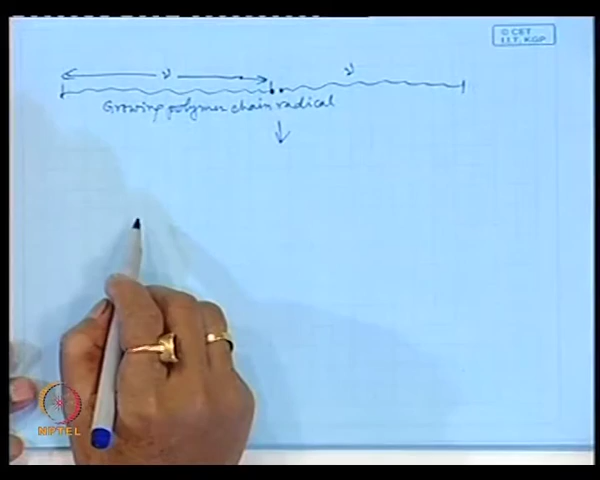 © CET
I.I.T, KGP
ν ν
Growing polymer chain radical
NPTEL